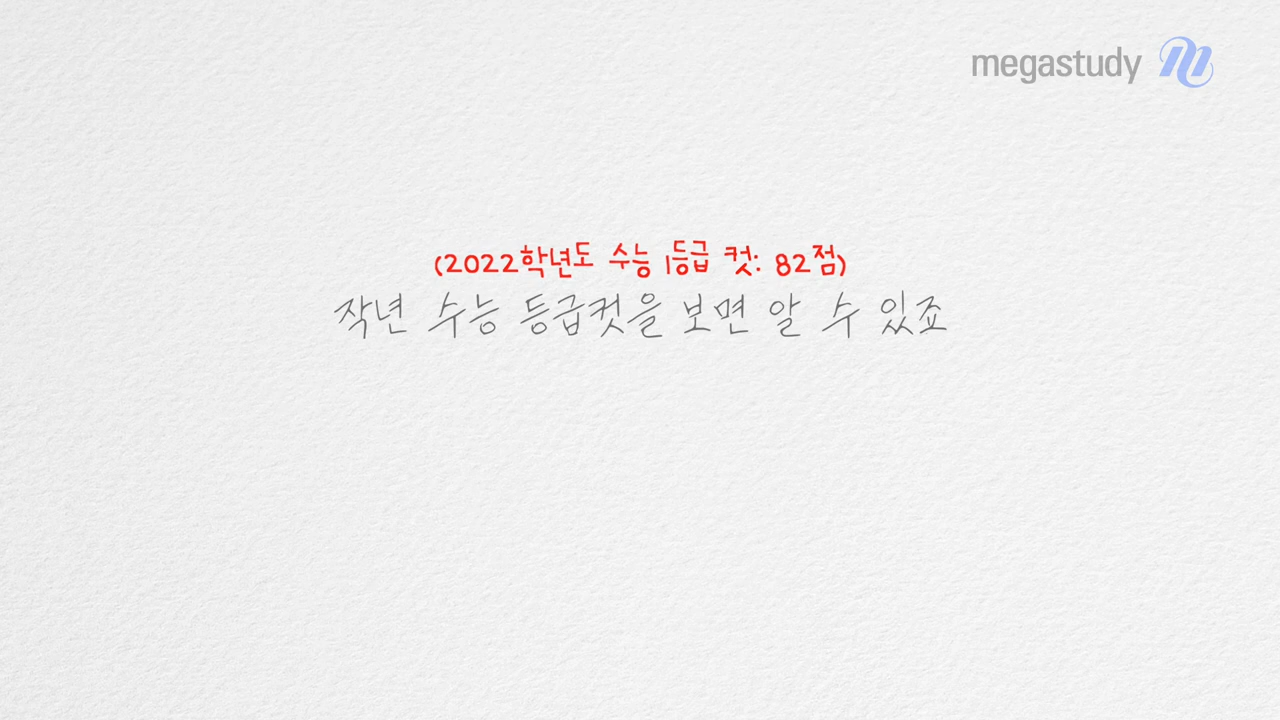 megastudy
(2022학년도 수능 1등급 컷: 82점)
작년 수능 등급컷을 보면 알 수 있죠